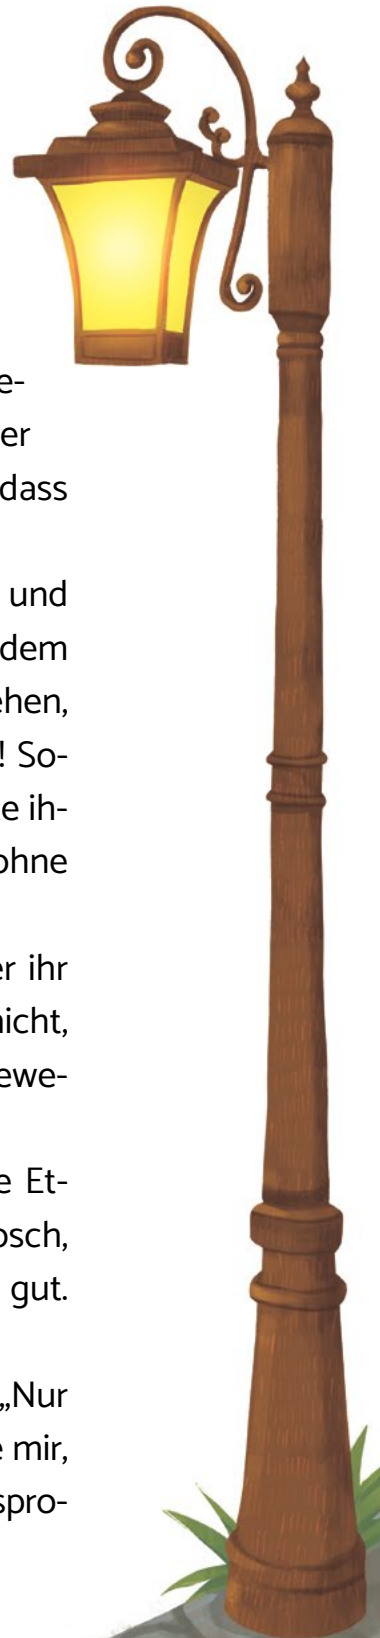 e-
er
dass
und
dem
ehen,
! So-
e ih-
ohne
er ihr
nicht,
ewe-
e Et-
osch,
gut.
„Nur
e mir,
spro-